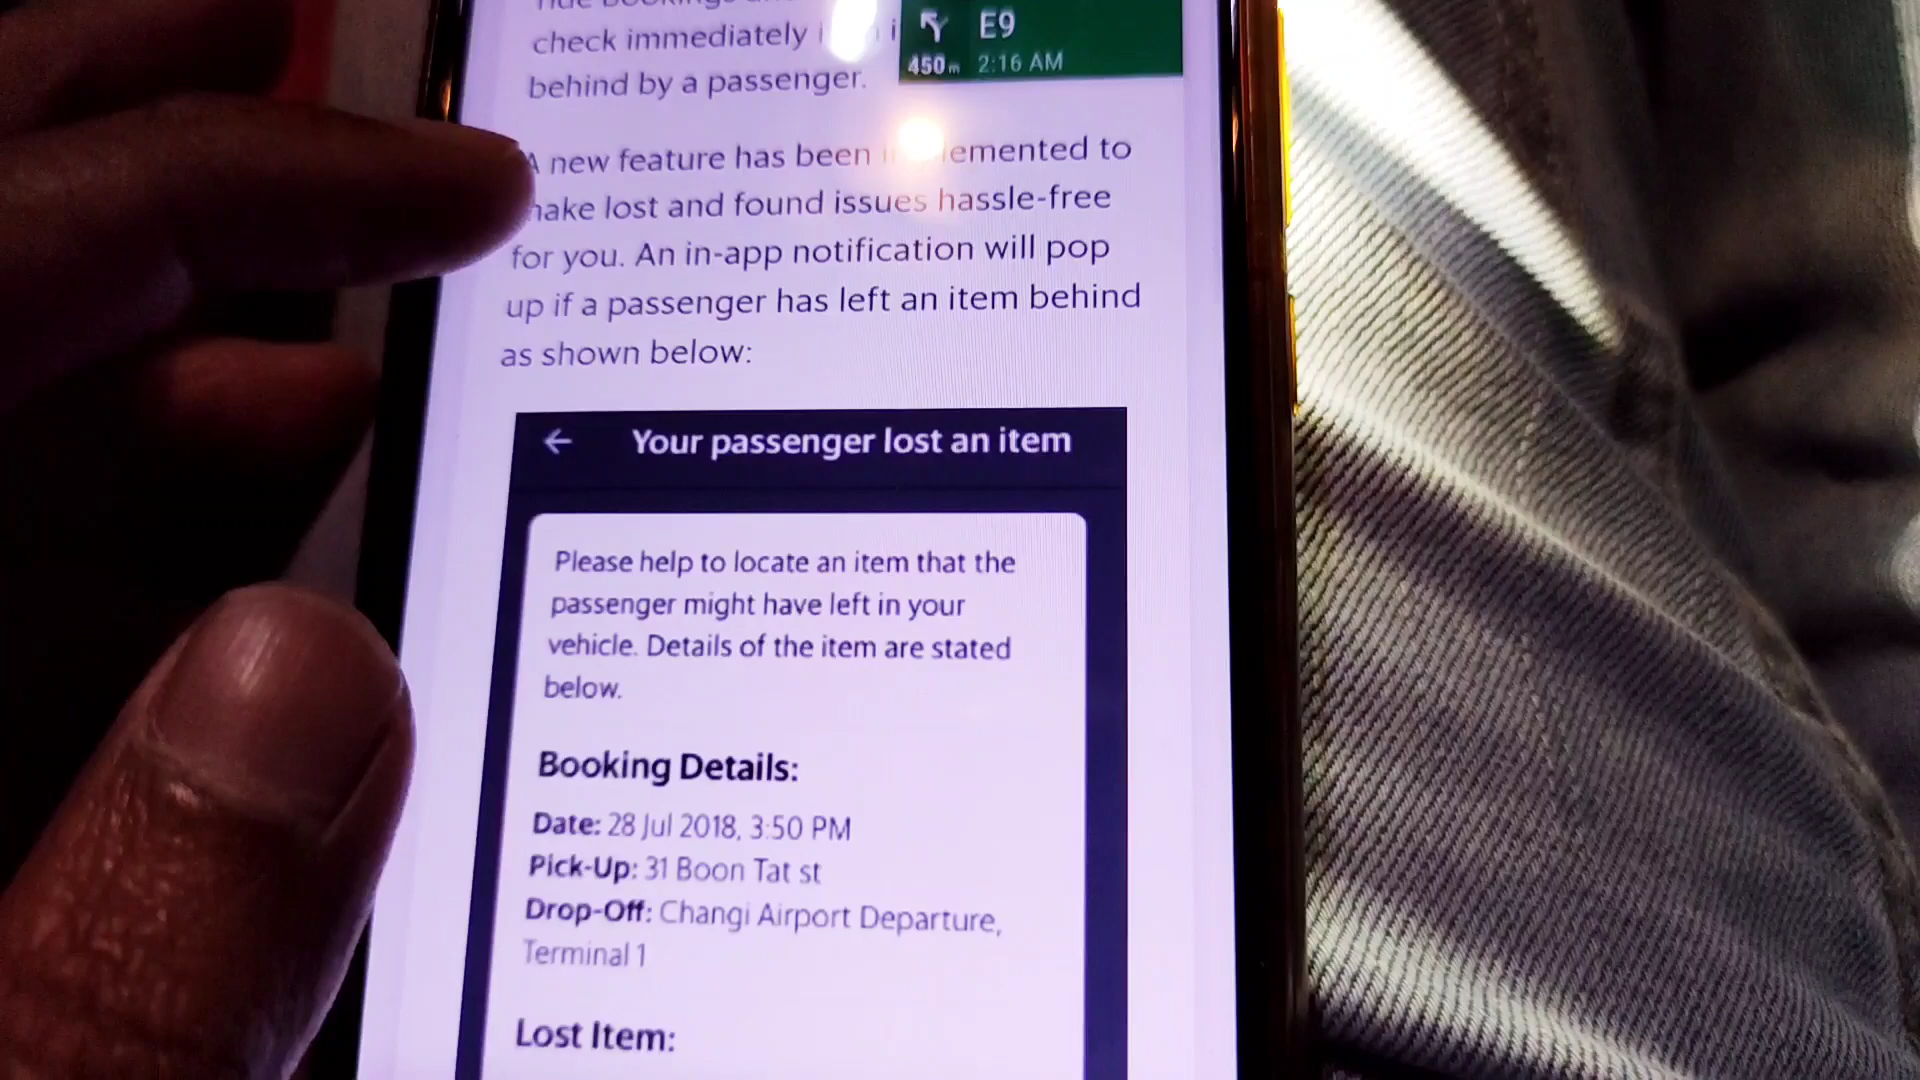 check immediately
behind by a passenger.
E9
450 m 2:16 AM
A new feature has been to
make lost and found issues hassle-free
for you. An in-app notification will pop
up if a passenger has left an item behind
as shown below:
← Your passenger lost an item
Please help to locate an item that the
passenger might have left in your
vehicle. Details of the item are stated
below.
Booking Details:
Date: 28 Jul 2018, 3:50 PM
Pick-Up: 31 Boon Tat st
Drop-Off: Changi Airport Departure,
Terminal 1
Lost Item: